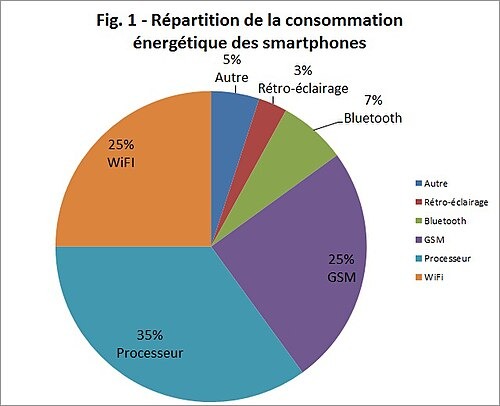 Fig. 1 - Répartition de la consommation
énergétique des smartphones
5%
Autre
3%
Rétro-éclairage
7%
Bluetooth
25%
WiFI
25%
GSM
35%
Processeur
Autre
Rétro-éclairage
Bluetooth
GSM
Processeur
WiFi